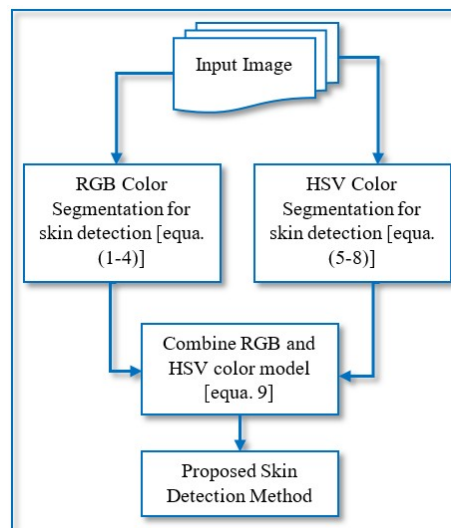 Input Image
RGB Color
Segmentation for
skin detection [equa.
(1-4)]
HSV Color
Segmentation for
skin detection [equa.
(5-8)]
Combine RGB and
HSV color model
[equa. 9]
Proposed Skin
Detection Method